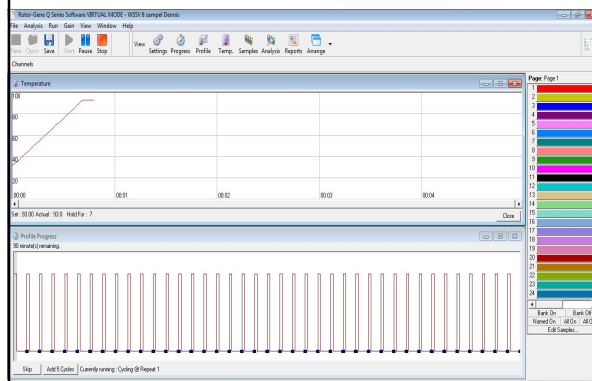 Rotor-Gene Q Series Software VIRTUAL MODE - WSSV 8 sampel Dennis
File Analysis Run Gain View Window Help
New Open Save Start Pause Stop View Settings Progress Profile Temp. Samples Analysis Reports Arrange
Channels
Temperature
100
80
60
40
20
00:00 00:01 00:02 00:03 00:04
Set : 93.00 Actual : 93.8 Hold For : 7
Close
Profile Progress
90 minute(s) remaining.
Skip Add 5 Cycles Currently running : Cycling @ Repeat 1
Page: Page 1
1
2
3
4
5
6
7
8
9
10
11
12
13
14
15
16
17
18
19
20
21
22
23
24
Bank On Bank Off
Named On All On All O
Edit Samples...